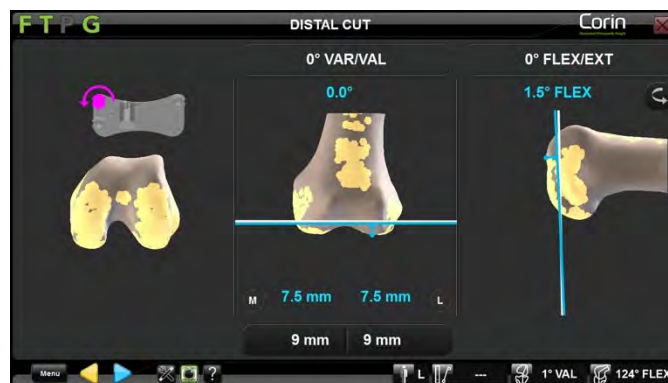 F T P G
DISTAL CUT
Corin
0° VAR/VAL
0° FLEX/EXT
0.0°
1.5° FLEX
M 7.5 mm 7.5 mm L
9 mm 9 mm
Menu ? L --- 1° VAL 124° FLEX